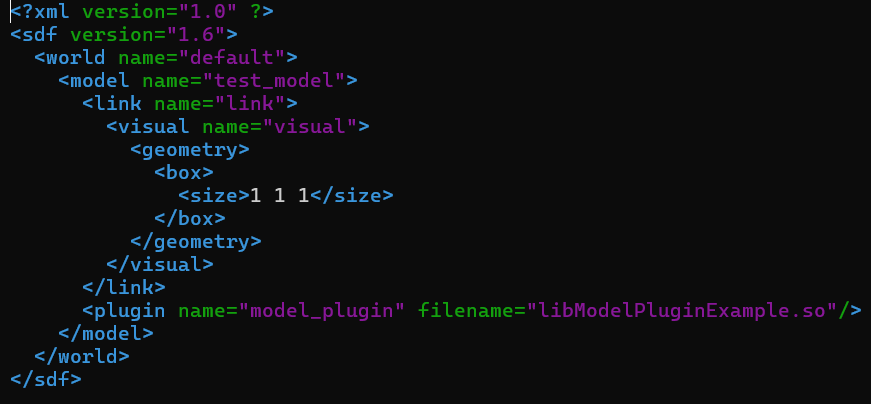 <?xml version="1.0" ?>
<sdf version="1.6">
  <world name="default">
    <model name="test_model">
      <link name="link">
        <visual name="visual">
          <geometry>
            <box>
              <size>1 1 1</size>
            </box>
          </geometry>
        </visual>
      </link>
      <plugin name="model_plugin" filename="libModelPluginExample.so"/>
    </model>
  </world>
</sdf>